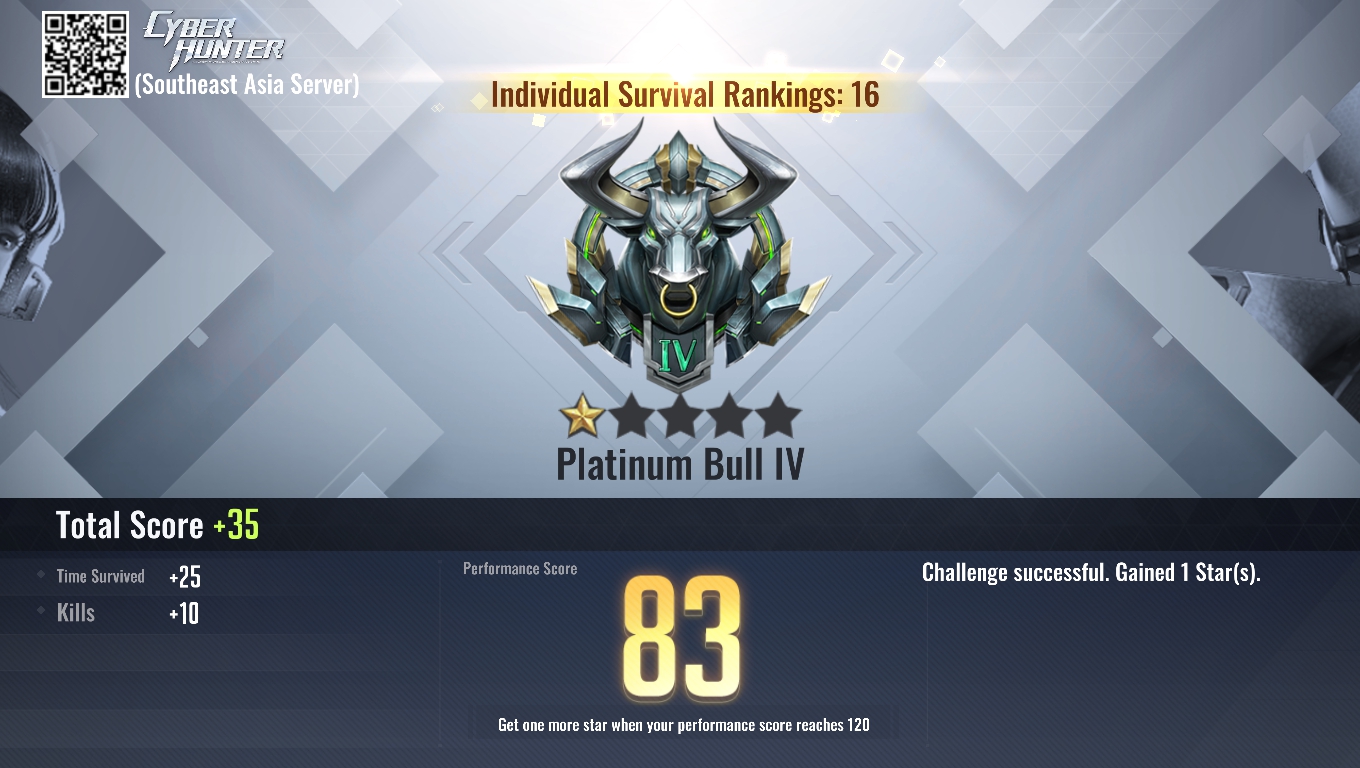 CYBER
HUNTER
(Southeast Asia Server)
Individual Survival Rankings: 16
IV
Platinum Bull IV
Total Score +35
Time Survived +25
Kills +10
Performance Score
83
Get one more star when your performance score reaches 120
Challenge successful. Gained 1 Star(s).